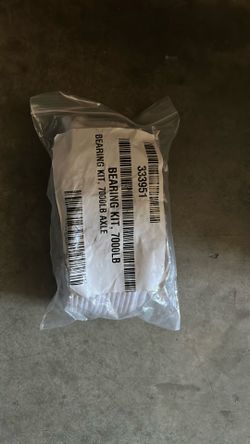 333951
BEARING KIT, 7000LB
BEARING KIT, 7000LB AXLE